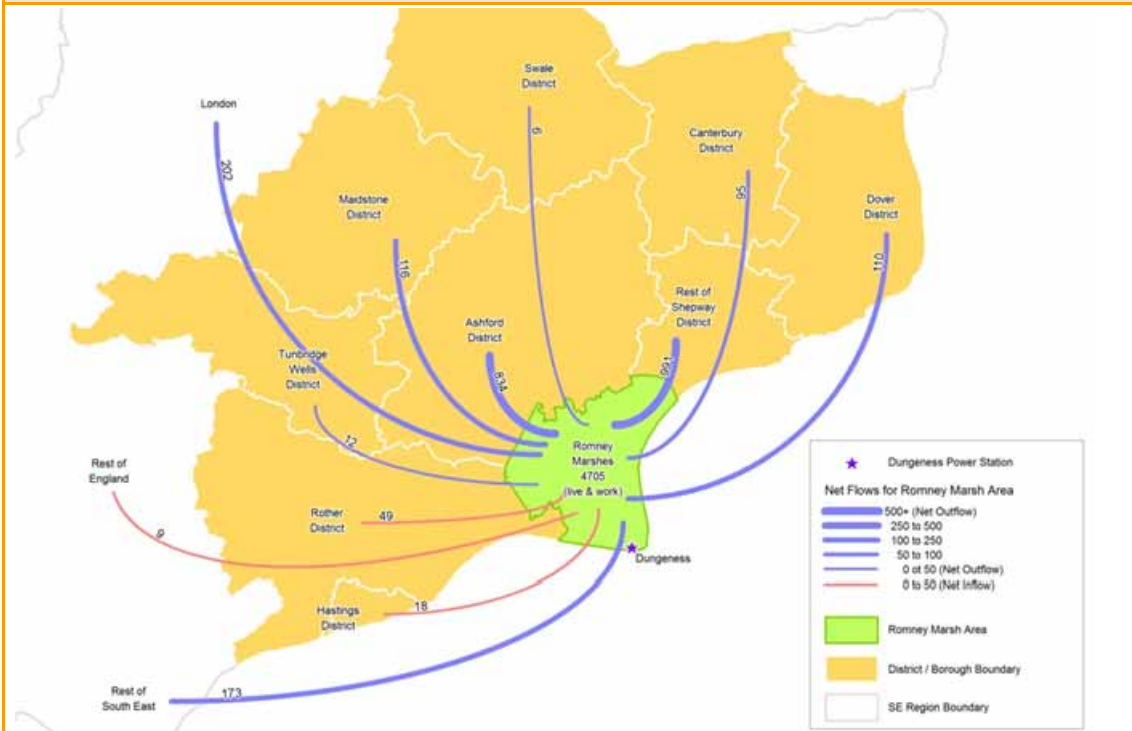 Swale
District
London
6
Canterbury
District
202
95
Maidstone
District
Dover
District
116
110
Rest of
Shepway
District
Ashford
District
991
834
Tunbridge
Wells
District
12
Romney
Marshes
4705
(live & work)
Rest of
England
Rother
District
49
9
Dungeness
18
Hastings
District
173
Rest of
South East
Dungeness Power Station
Net Flows for Romney Marsh Area
500+ (Net Outflow)
250 to 500
100 to 250
50 to 100
0 ot 50 (Net Outflow)
0 to 50 (Net Inflow)
Romney Marsh Area
District / Borough Boundary
SE Region Boundary